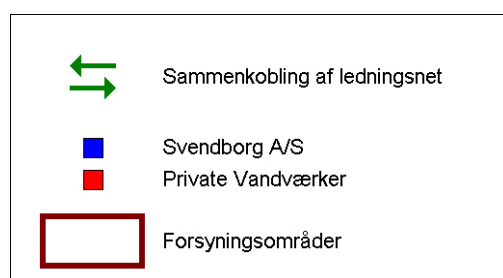 Sammenkobling af ledningsnet
Svendborg A/S
Private Vandværker
Forsyningsområder